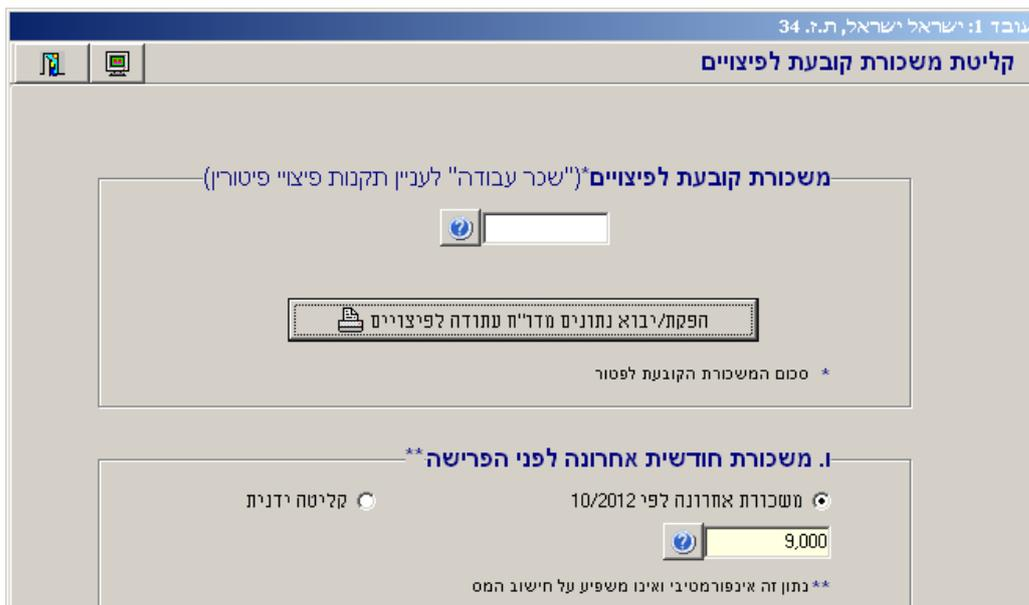 עובד 1: ישראל ישראל, ת.ז. 34
קליטת משכורת קובעת לפיצויים
משכורת קובעת לפיצויים*("שכר עבודה" לעניין תקנות פיצויי פיטורין)
הפקת/יבוא נתונים מדו"ח עתודה לפיצויים
* סכום המשכורת הקובעת לפטור
ו. משכורת חודשית אחרונה לפני הפרישה**
משכורת אחרונה לפי 10/2012
קליטה ידנית
9,000
**נתון זה אינפורמטיבי ואינו משפיע על חישוב המס